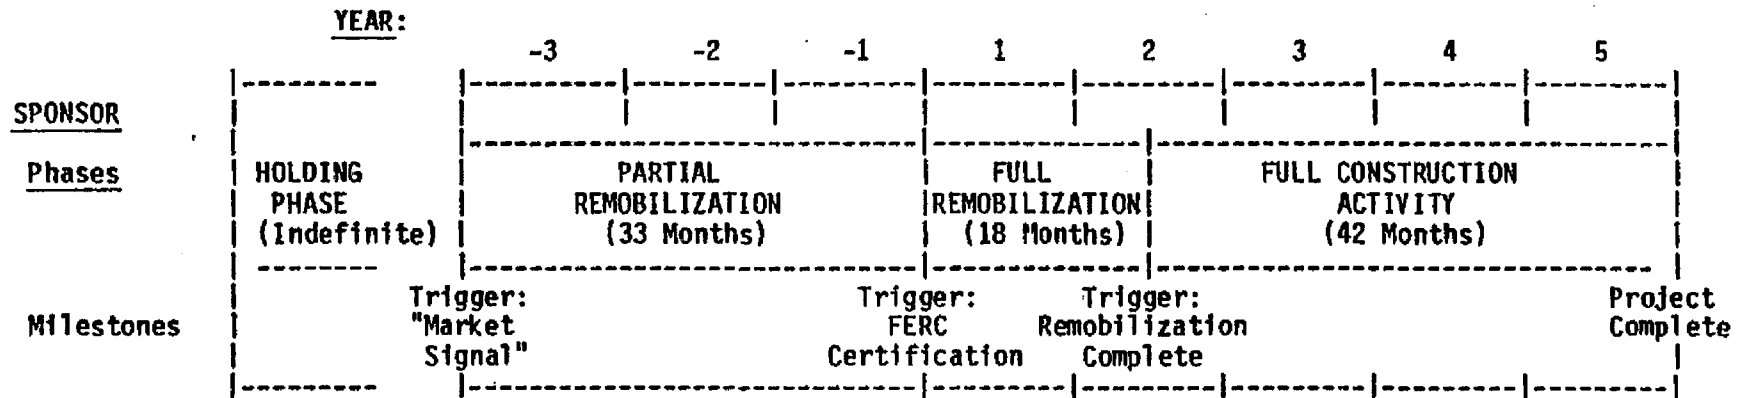 YEAR:
-3 -2 -1 1 2 3 4 5
SPONSOR
Phases HOLDING PARTIAL FULL FULL CONSTRUCTION
PHASE REMOBILIZATION REMOBILIZATION ACTIVITY
(Indefinite) (33 Months) (18 Months) (42 Months)
Trigger: Trigger: Trigger: Project
Milestones "Market FERC Remobilization Complete
Signal" Certification Complete